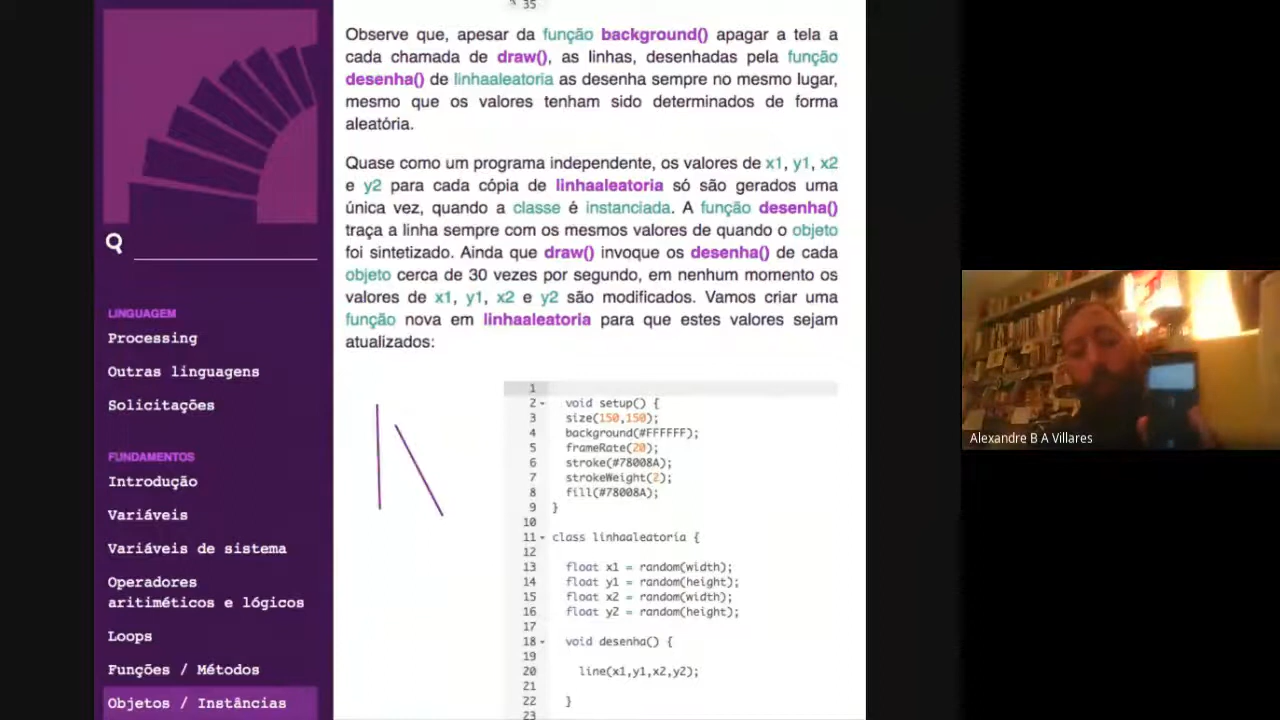 35
Observe que, apesar da função background() apagar a tela a
cada chamada de draw(), as linhas, desenhadas pela função
desenha() de linhaaleatoria as desenha sempre no mesmo lugar,
mesmo que os valores tenham sido determinados de forma
aleatória.
Quase como um programa independente, os valores de x1, y1, x2
e y2 para cada cópia de linhaaleatoria só são gerados uma
única vez, quando a classe é instanciada. A função desenha()
traça a linha sempre com os mesmos valores de quando o objeto
foi sintetizado. Ainda que draw() invoque os desenha() de cada
objeto cerca de 30 vezes por segundo, em nenhum momento os
valores de x1, y1, x2 e y2 são modificados. Vamos criar uma
função nova em linhaaleatoria para que estes valores sejam
atualizados:
LINGUAGEM
Processing
Outras linguagens
Solicitações
FUNDAMENTOS
Introdução
Variáveis
Variáveis de sistema
Operadores
aritiméticos e lógicos
Loops
Funções / Métodos
Objetos / Instâncias
1
2 void setup() {
3 size(150,150);
4 background(#FFFFFF);
5 frameRate(20);
6 stroke(#78008A);
7 strokeWeight(2);
8 fill(#78008A);
9 }
10
11 class linhaaleatoria {
12
13 float x1 = random(width);
14 float y1 = random(height);
15 float x2 = random(width);
16 float y2 = random(height);
17
18 void desenha() {
19
20 line(x1,y1,x2,y2);
21
22 }
23
Alexandre B A Villares